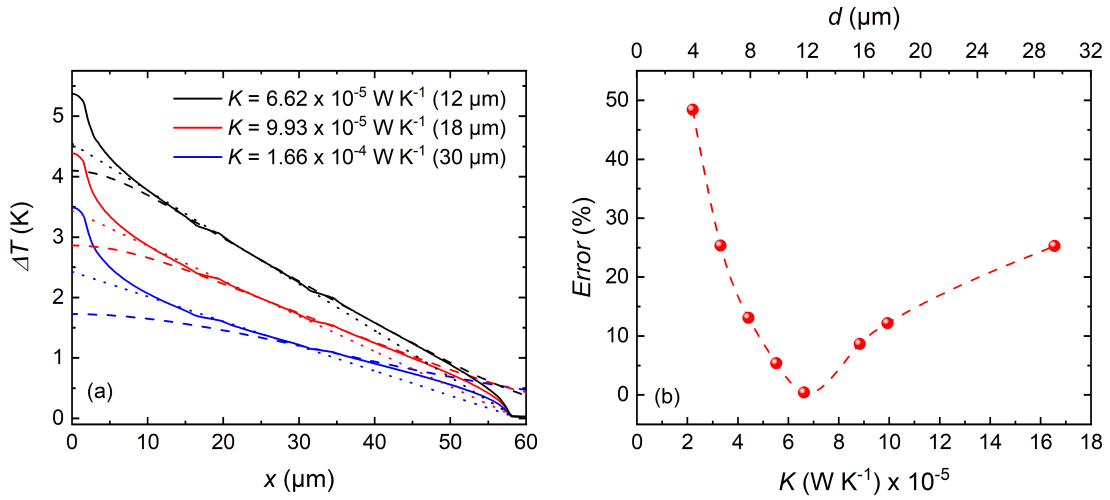 d (μm)
0 4 8 12 16 20 24 28 32
5
4
3
2
1
0
ΔT (K)
K = 6.62 x 10⁻⁵ W K⁻¹ (12 μm)
K = 9.93 x 10⁻⁵ W K⁻¹ (18 μm)
K = 1.66 x 10⁻⁴ W K⁻¹ (30 μm)
(a)
0 10 20 30 40 50 60
x (μm)
50
40
30
20
10
0
Error (%)
(b)
0 2 4 6 8 10 12 14 16 18
K (W K⁻¹) x 10⁻⁵